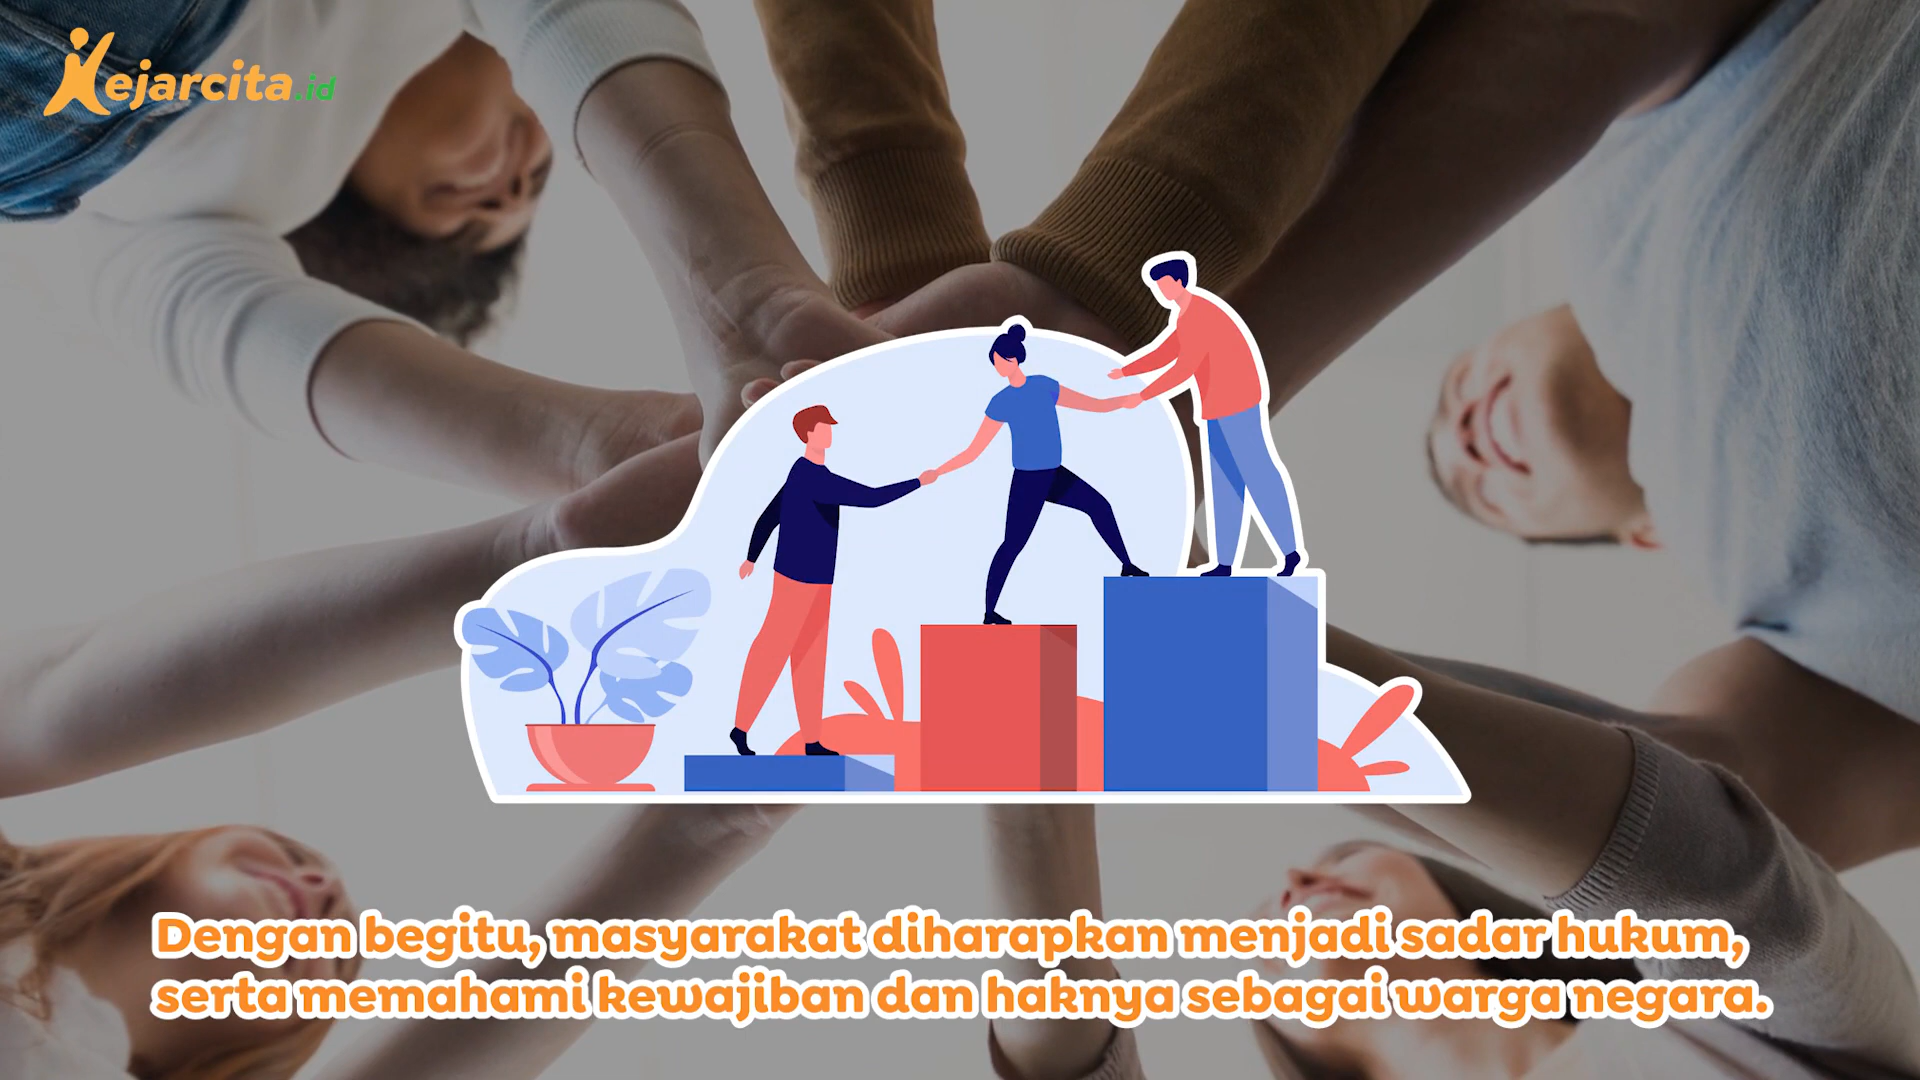 Kejarcita.id
Dengan begitu, masyarakat diharapkan menjadi sadar hukum,
serta memahami kewajiban dan haknya sebagai warga negara.